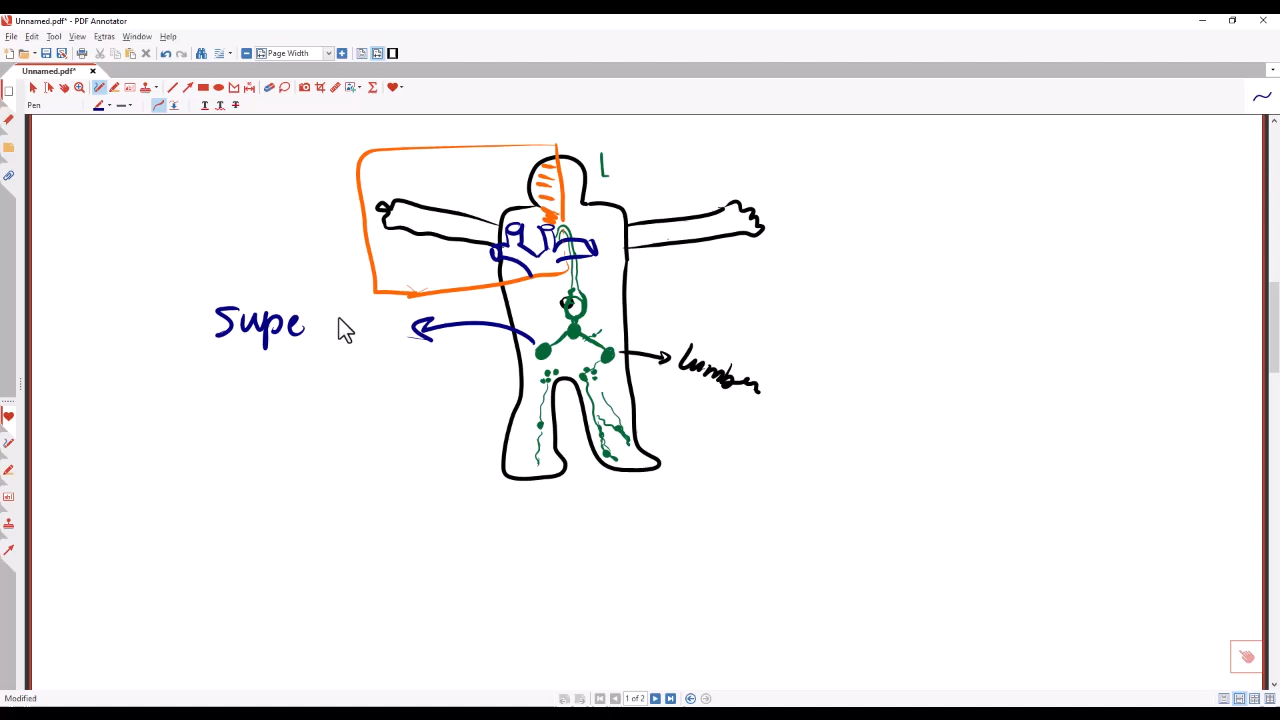 Unnamed.pdf* - PDF Annotator
File Edit View Tool Document Extras Window Help
Page Width
Unnamed.pdf*
Pen
L
Supe
lumber
Modified
1 of 2